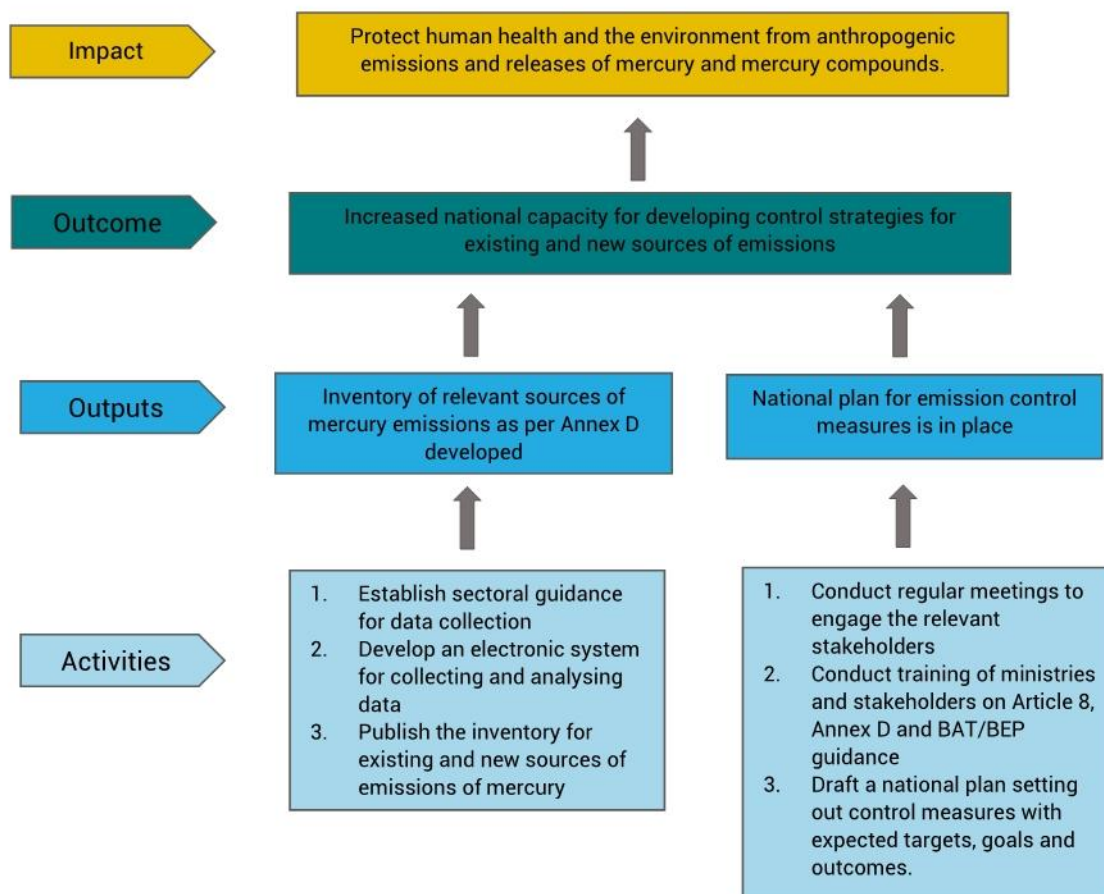 Impact
Protect human health and the environment from anthropogenic
emissions and releases of mercury and mercury compounds.
Outcome
Increased national capacity for developing control strategies for
existing and new sources of emissions
Outputs
Inventory of relevant sources of
mercury emissions as per Annex D
developed
National plan for emission control
measures is in place
Activities
1. Establish sectoral guidance
for data collection
2. Develop an electronic system
for collecting and analysing
data
3. Publish the inventory for
existing and new sources of
emissions of mercury
1. Conduct regular meetings to
engage the relevant
stakeholders
2. Conduct training of ministries
and stakeholders on Article 8,
Annex D and BAT/BEP
guidance
3. Draft a national plan setting
out control measures with
expected targets, goals and
outcomes.